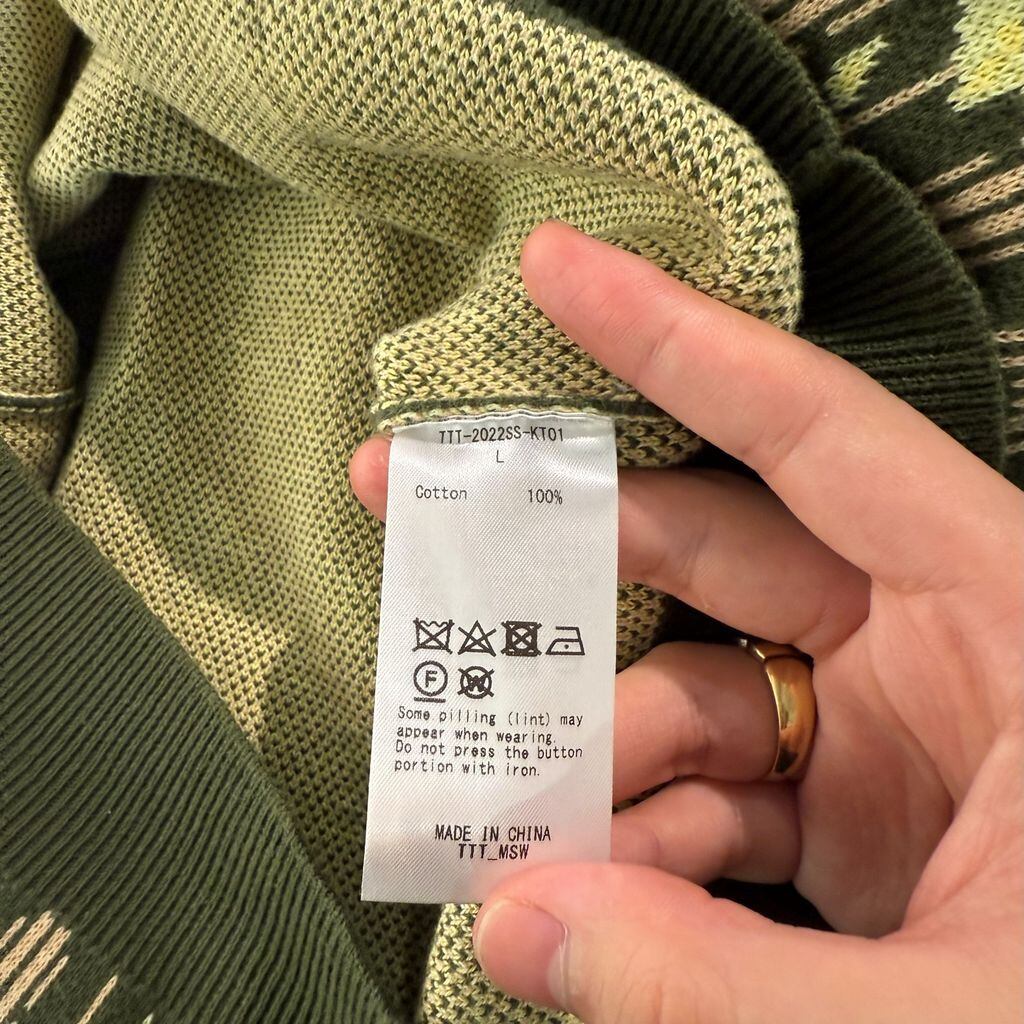 TTT-2022SS-KT01
L
Cotton 100%
F
W
Some pilling (lint) may
appear when wearing.
Do not press the button
portion with iron.
MADE IN CHINA
TTT_MSW